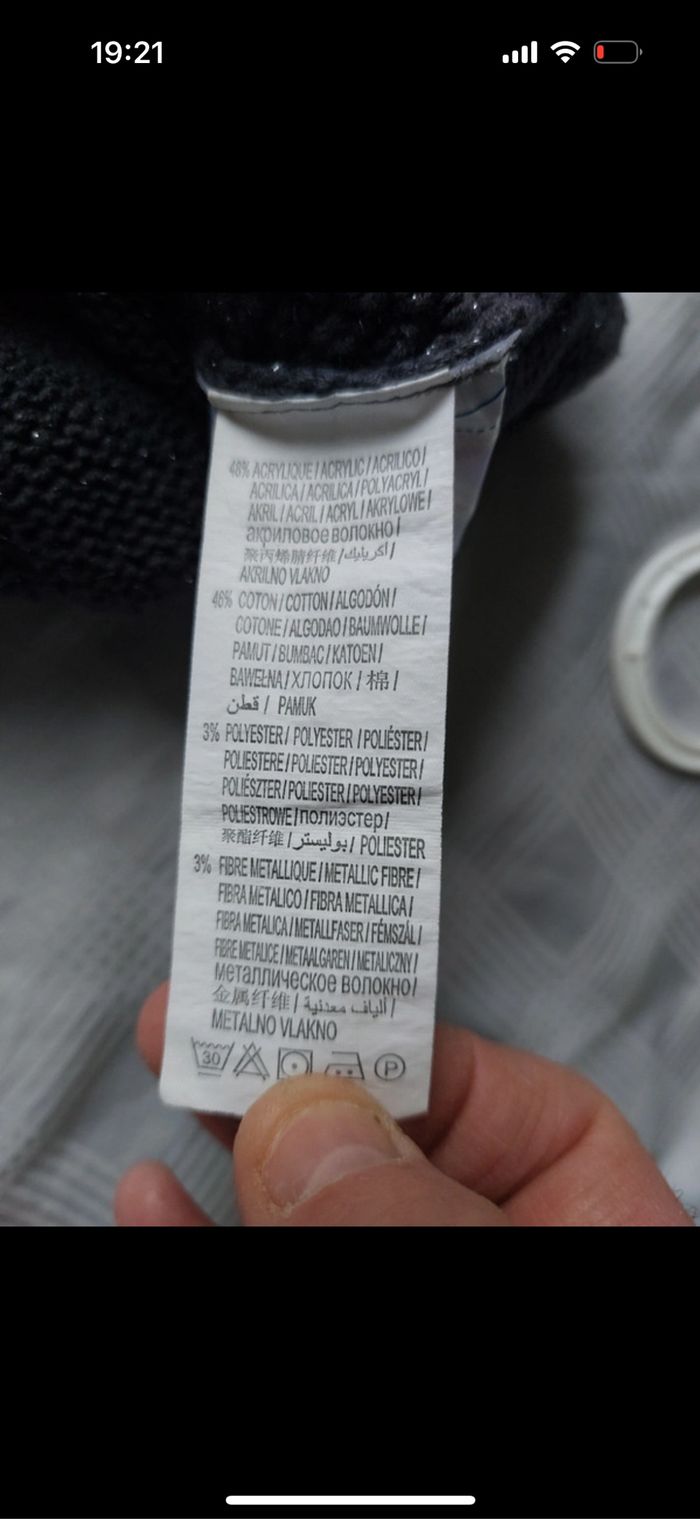 19:21
48% ACRYLIQUE / ACRYLIC / ACRILICO /
ACRILICA / ACRILICA / POLYACRYL /
AKRIL / ACRIL / ACRYL / AKRYLOWE /
акриловое волокно /
聚丙烯腈纤维 / أكريليك /
AKRILNO VLAKNO
46% COTON / COTTON / ALGODÓN /
COTONE / ALGODAO / BAUMWOLLE /
PAMUT / BUMBAC / KATOEN /
BAWEŁNA / ХЛОПОК / 棉 /
قطن / PAMUK
3% POLYESTER / POLYESTER / POLIÉSTER /
POLIESTERE / POLIESTER / POLYESTER /
POLIÉSZTER / POLIESTER / POLYESTER /
POLIESTROWE / полиэстер /
聚酯纤维 / بوليستر / POLIESTER
3% FIBRE METALLIQUE / METALLIC FIBRE /
FIBRA METALICO / FIBRA METALLICA /
FIBRA METALICA / METALLFASER / FÉMSZÁL /
FIBRE METALICE / METAALGAREN / METALICZNY /
металлическое волокно /
金属纤维 / ألياف معدنية /
METALNO VLAKNO
30 P